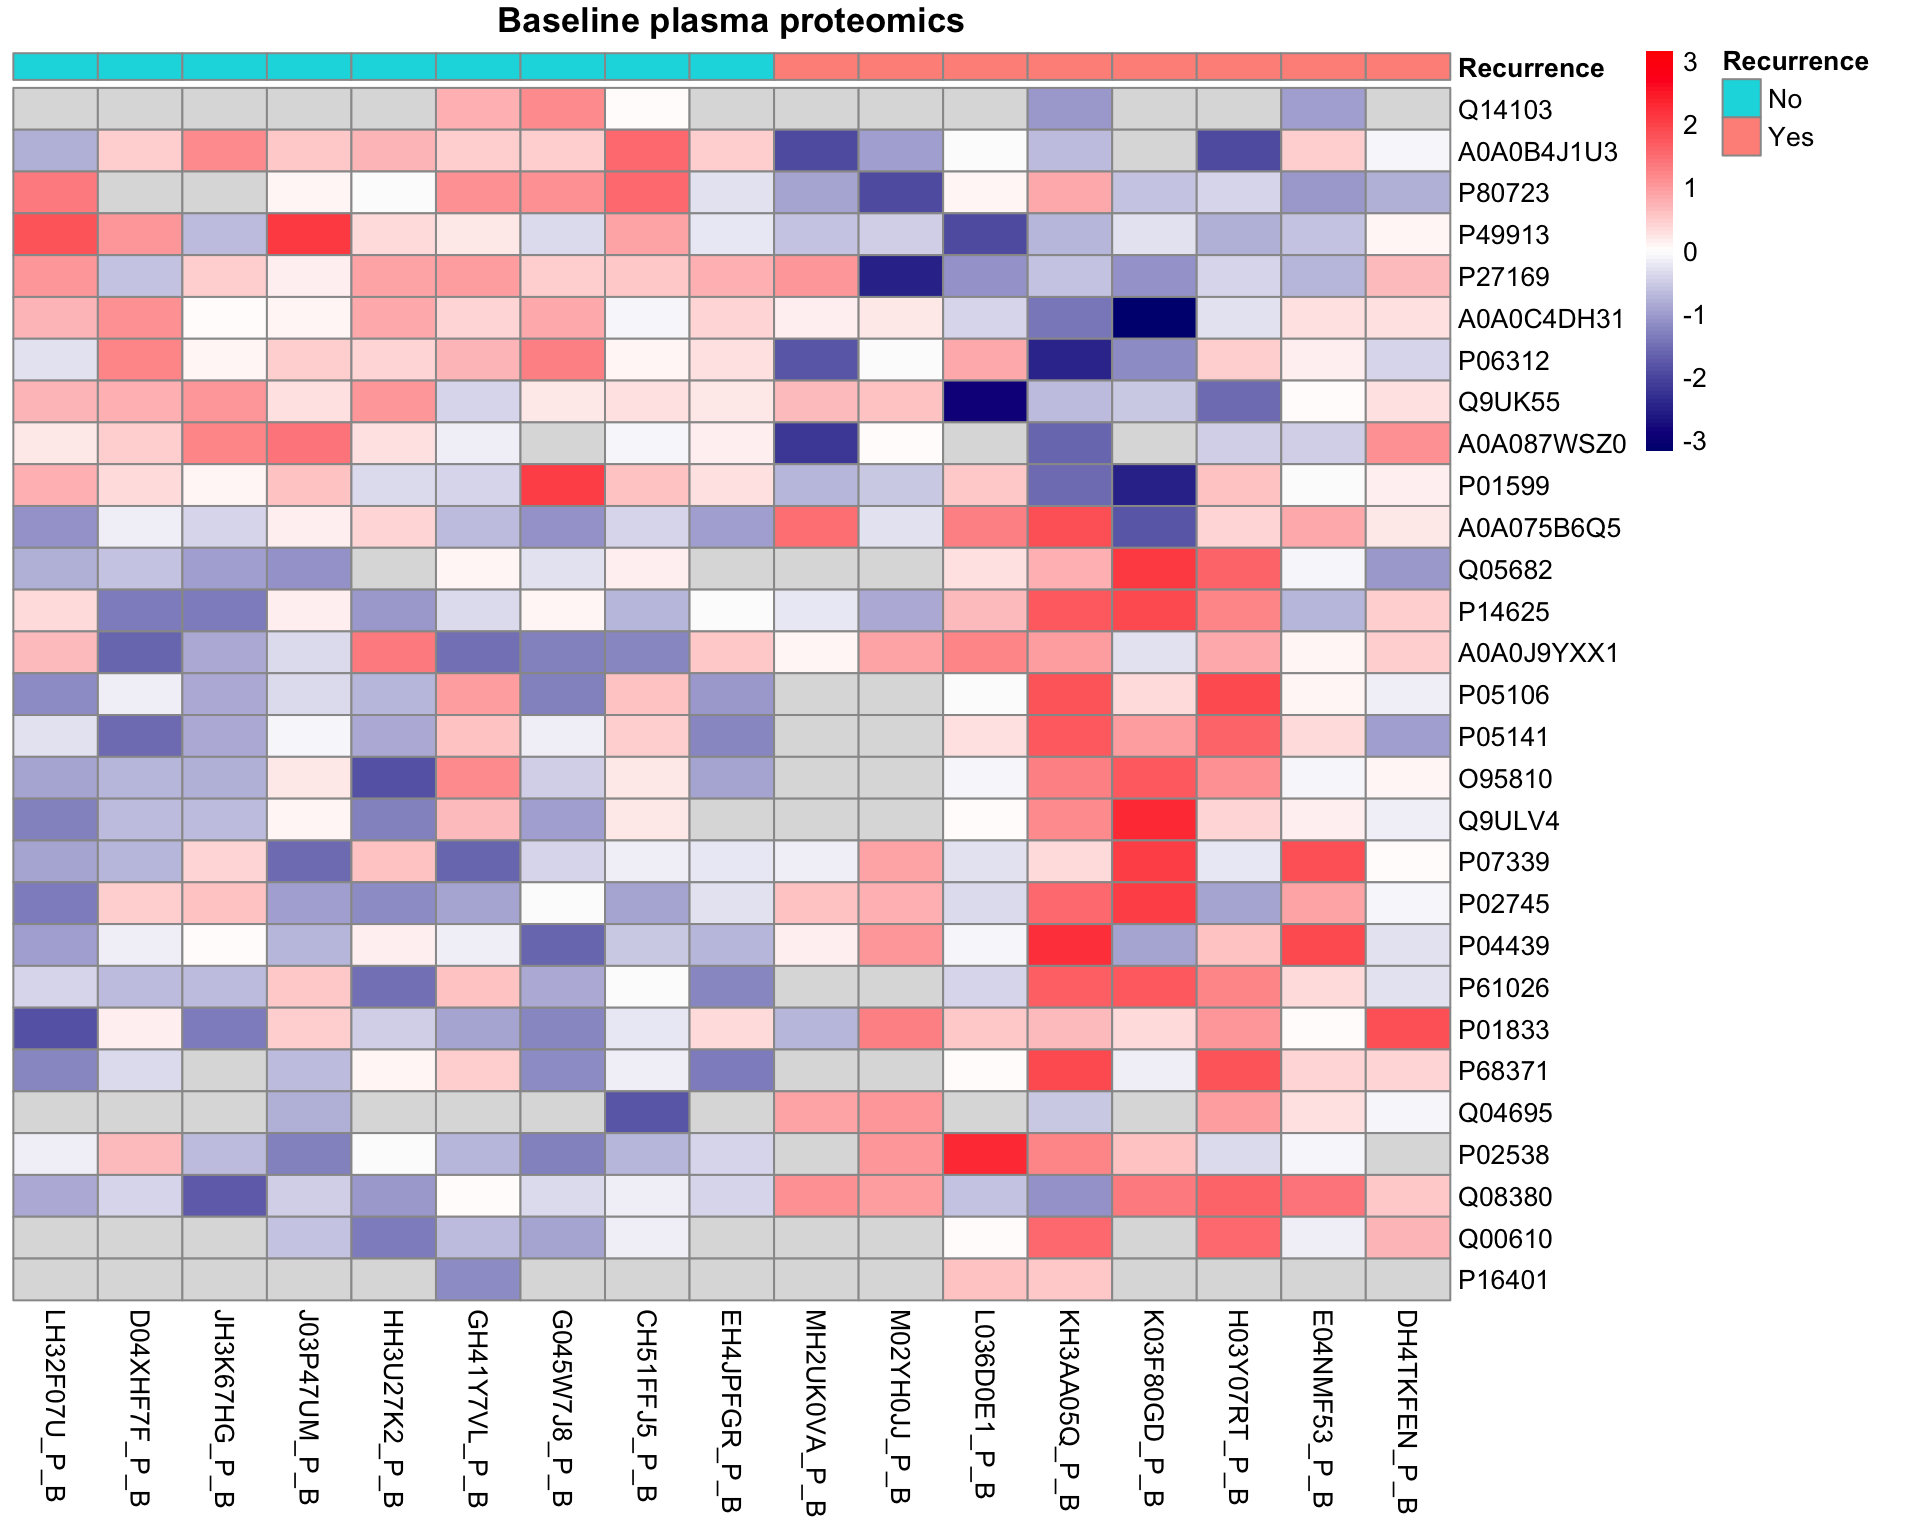 Baseline plasma proteomics
Recurrence
Q14103
A0A0B4J1U3
P80723
P49913
P27169
A0A0C4DH31
P06312
Q9UK55
A0A087WSZ0
P01599
A0A075B6Q5
Q05682
P14625
A0A0J9YXX1
P05106
P05141
O95810
Q9ULV4
P07339
P02745
P04439
P61026
P01833
P68371
Q04695
P02538
Q08380
Q00610
P16401
3
2
1
0
-1
-2
-3
Recurrence
No
Yes
LH32F07U_P_B
D04XHF7F_P_B
JH3K67HG_P_B
J03P47UM_P_B
HH3U27K2_P_B
GH41Y7VL_P_B
G045W7J8_P_B
CH51FFJ5_P_B
EH4JPFGR_P_B
MH2UK0VA_P_B
M02YH0JJ_P_B
L036D0E1_P_B
KH3AA05Q_P_B
K03F80GD_P_B
H03Y07RT_P_B
E04NMF53_P_B
DH4TKFEN_P_B